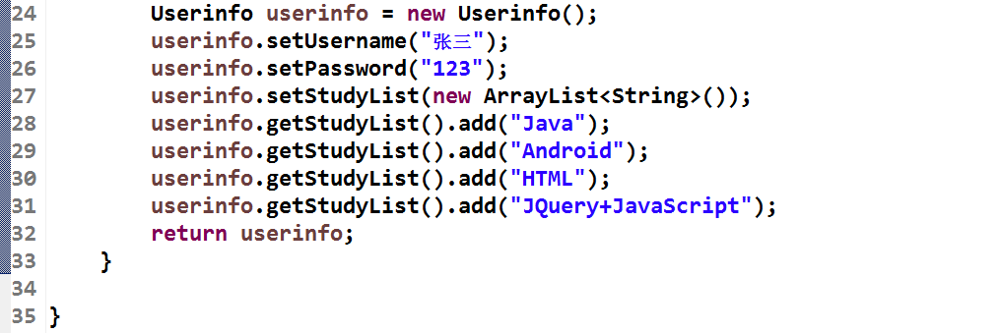 24 Userinfo userinfo = new Userinfo();
25 userinfo.setUsername("张三");
26 userinfo.setPassword("123");
27 userinfo.setStudyList(new ArrayList<String>());
28 userinfo.getStudyList().add("Java");
29 userinfo.getStudyList().add("Android");
30 userinfo.getStudyList().add("HTML");
31 userinfo.getStudyList().add("JQuery+JavaScript");
32 return userinfo;
33 }
34
35 }